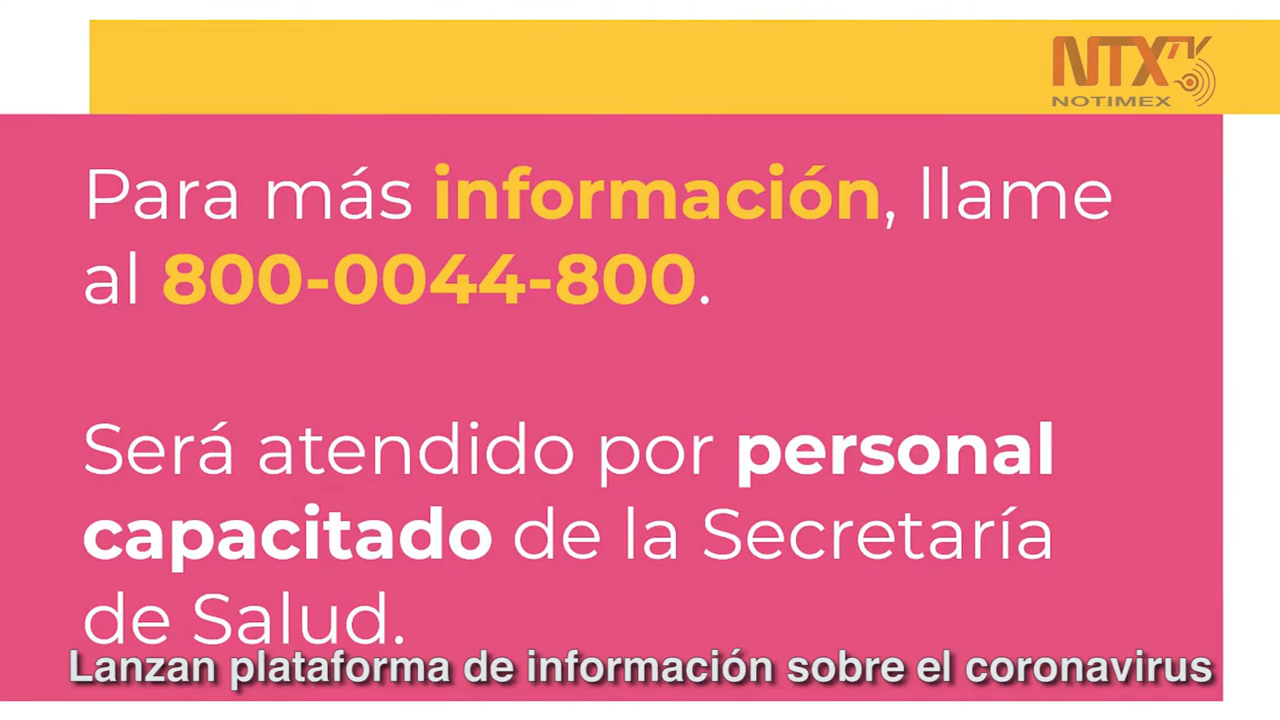 NTX
NOTIMEX
Para más información, llame
al 800-0044-800.
Será atendido por personal
capacitado de la Secretaría
de Salud.
Lanzan plataforma de información sobre el coronavirus